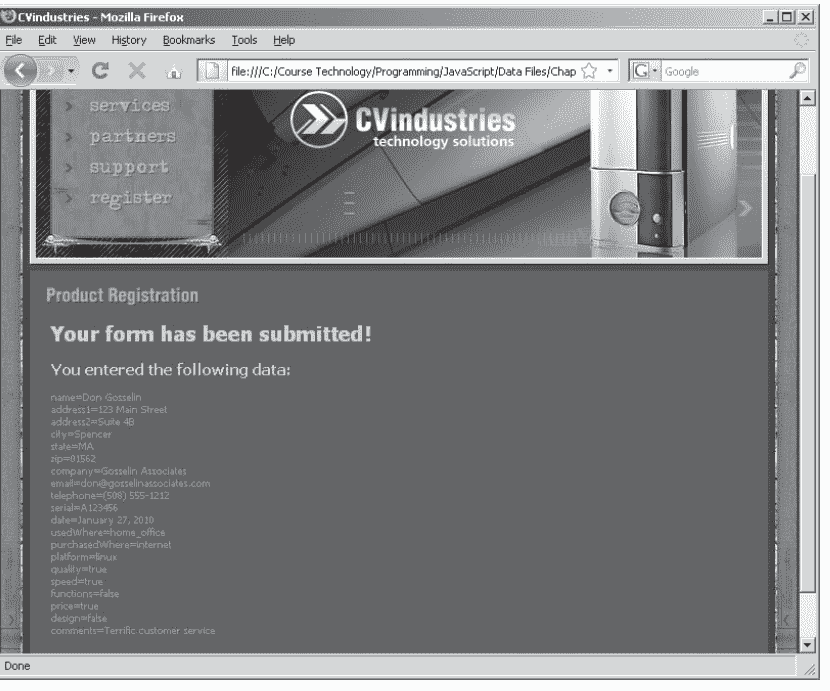 CVindustries - Mozilla Firefox
File Edit View History Bookmarks Tools Help
file:///C:/Course Technology/Programming/JavaScript/Data Files/Chap
G Google
> services
> partners
> support
> register
CVindustries
technology solutions
Product Registration
Your form has been submitted!
You entered the following data:
name=Don Gosselin
address1=123 Main Street
address2=Suite 4B
city=Spencer
state=MA
zip=01562
company=Gosselin Associates
email=don@gosselinassociates.com
telephone=(508) 555-1212
serial=A123456
date=January 27, 2010
usedWhere=home_office
purchasedWhere=internet
platform=linux
quality=true
speed=true
functions=false
price=true
design=false
comments=Terrific customer service
Done